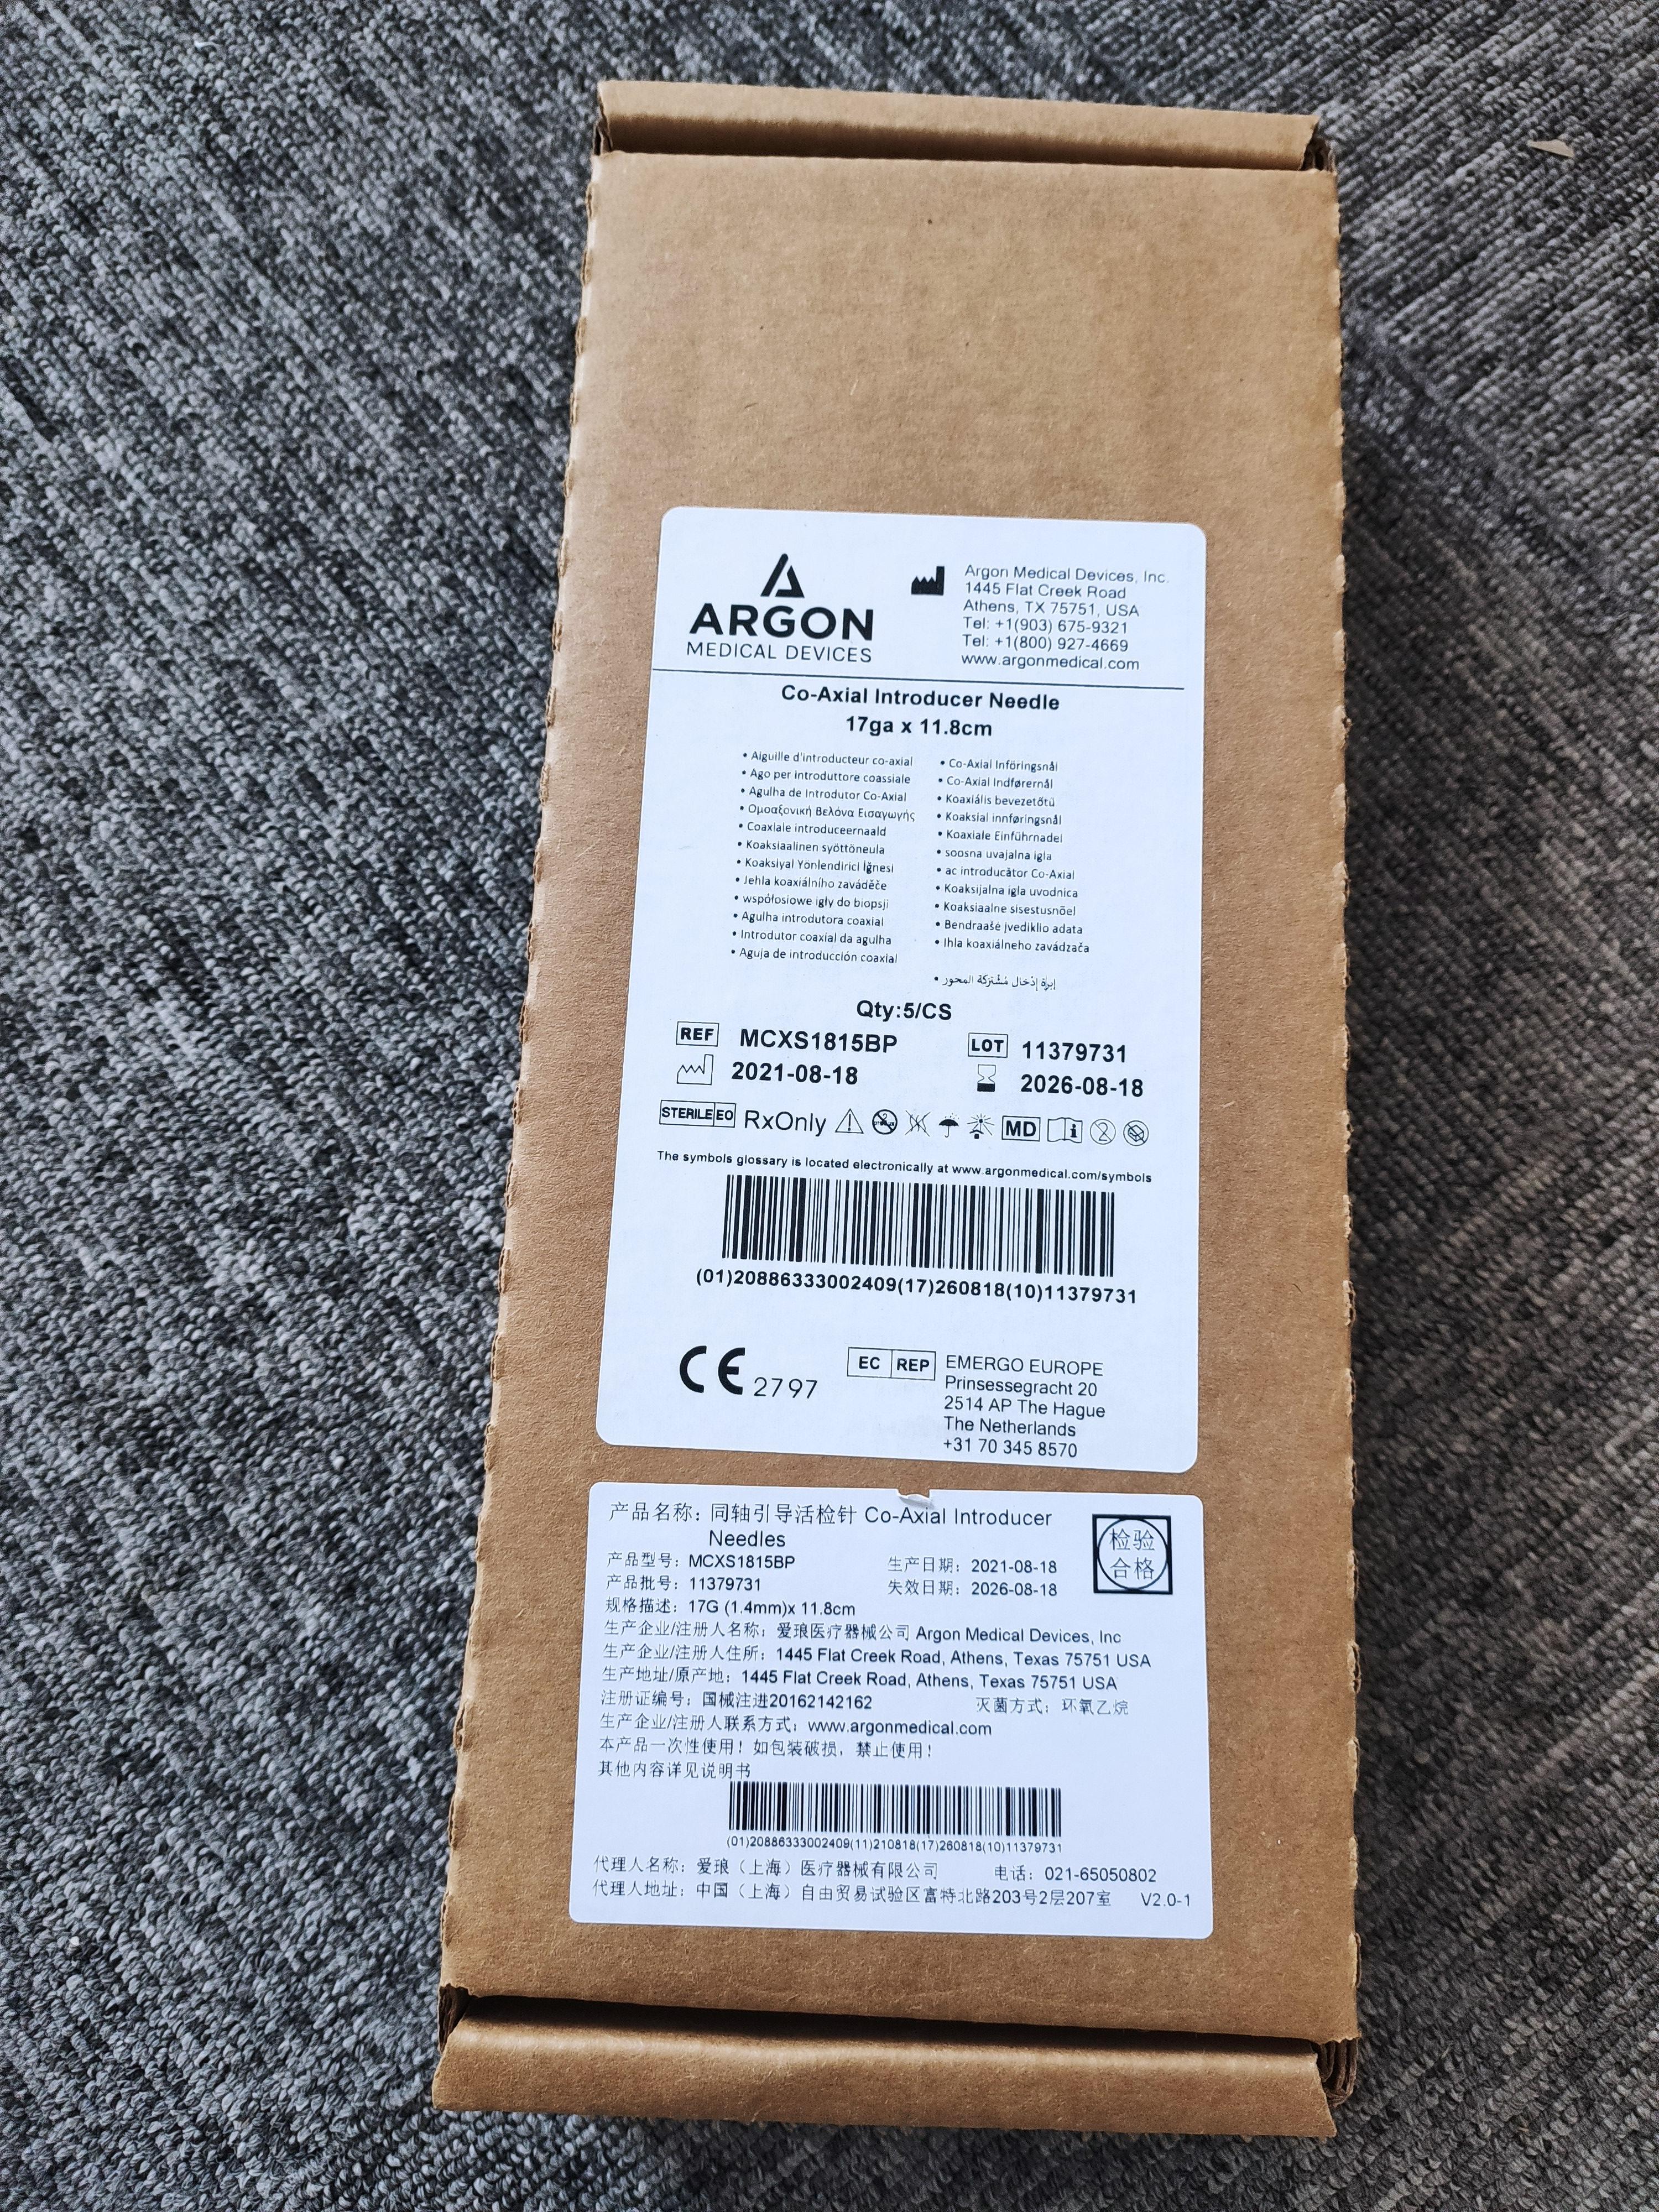 ARGON
MEDICAL DEVICES
Argon Medical Devices, Inc.
1445 Flat Creek Road
Athens, TX 75751, USA
Tel: +1(903) 675-9321
Tel: +1(800) 927-4669
www.argonmedical.com
Co-Axial Introducer Needle
17ga x 11.8cm
• Aiguille d'introducteur co-axial
• Ago per introduttore coassiale
• Agulha de Introdutor Co-Axial
• Ομοαξονική Βελόνα Εισαγωγής
• Coaxiale introduceernaald
• Koaksiaalinen syöttöneula
• Koaksiyal Yönlendirici İğnesi
• Jehla koaxiálního zaváděče
• współosiowe igły do biopsji
• Agulha introdutora coaxial
• Introdutor coaxial da agulha
• Aguja de introducción coaxial
• Co-Axial Införingsnål
• Co-Axial Indførernål
• Koaxiális bevezetőtű
• Koaksial innføringsnål
• Koaxiale Einführnadel
• soosna uvajalna igla
• ac introducător Co-Axial
• Koaksijalna igla uvodnica
• Koaksiaalne sisestusnõel
• Bendraašė įvediklio adata
• Ihla koaxiálneho zavádzača
• إبرة إدخال مشتركة المحور
Qty:5/CS
REF MCXS1815BP LOT 11379731
2021-08-18 2026-08-18
STERILE EO RxOnly MD
The symbols glossary is located electronically at www.argonmedical.com/symbols
(01)20886333002409(17)260818(10)11379731
CE 2797
EC REP EMERGO EUROPE
Prinsessegracht 20
2514 AP The Hague
The Netherlands
+31 70 345 8570
产品名称：同轴引导活检针 Co-Axial Introducer
Needles
检验
合格
产品型号：MCXS1815BP 生产日期：2021-08-18
产品批号：11379731 失效日期：2026-08-18
规格描述：17G (1.4mm)x 11.8cm
生产企业/注册人名称：爱琅医疗器械公司 Argon Medical Devices, Inc
生产企业/注册人住所：1445 Flat Creek Road, Athens, Texas 75751 USA
生产地址/原产地：1445 Flat Creek Road, Athens, Texas 75751 USA
注册证编号：国械注进20162142162 灭菌方式：环氧乙烷
生产企业/注册人联系方式：www.argonmedical.com
本产品一次性使用！如包装破损，禁止使用！
其他内容详见说明书
(01)20886333002409(11)210818(17)260818(10)11379731
代理人名称：爱琅（上海）医疗器械有限公司 电话：021-65050802
代理人地址：中国（上海）自由贸易试验区富特北路203号2层207室 V2.0-1